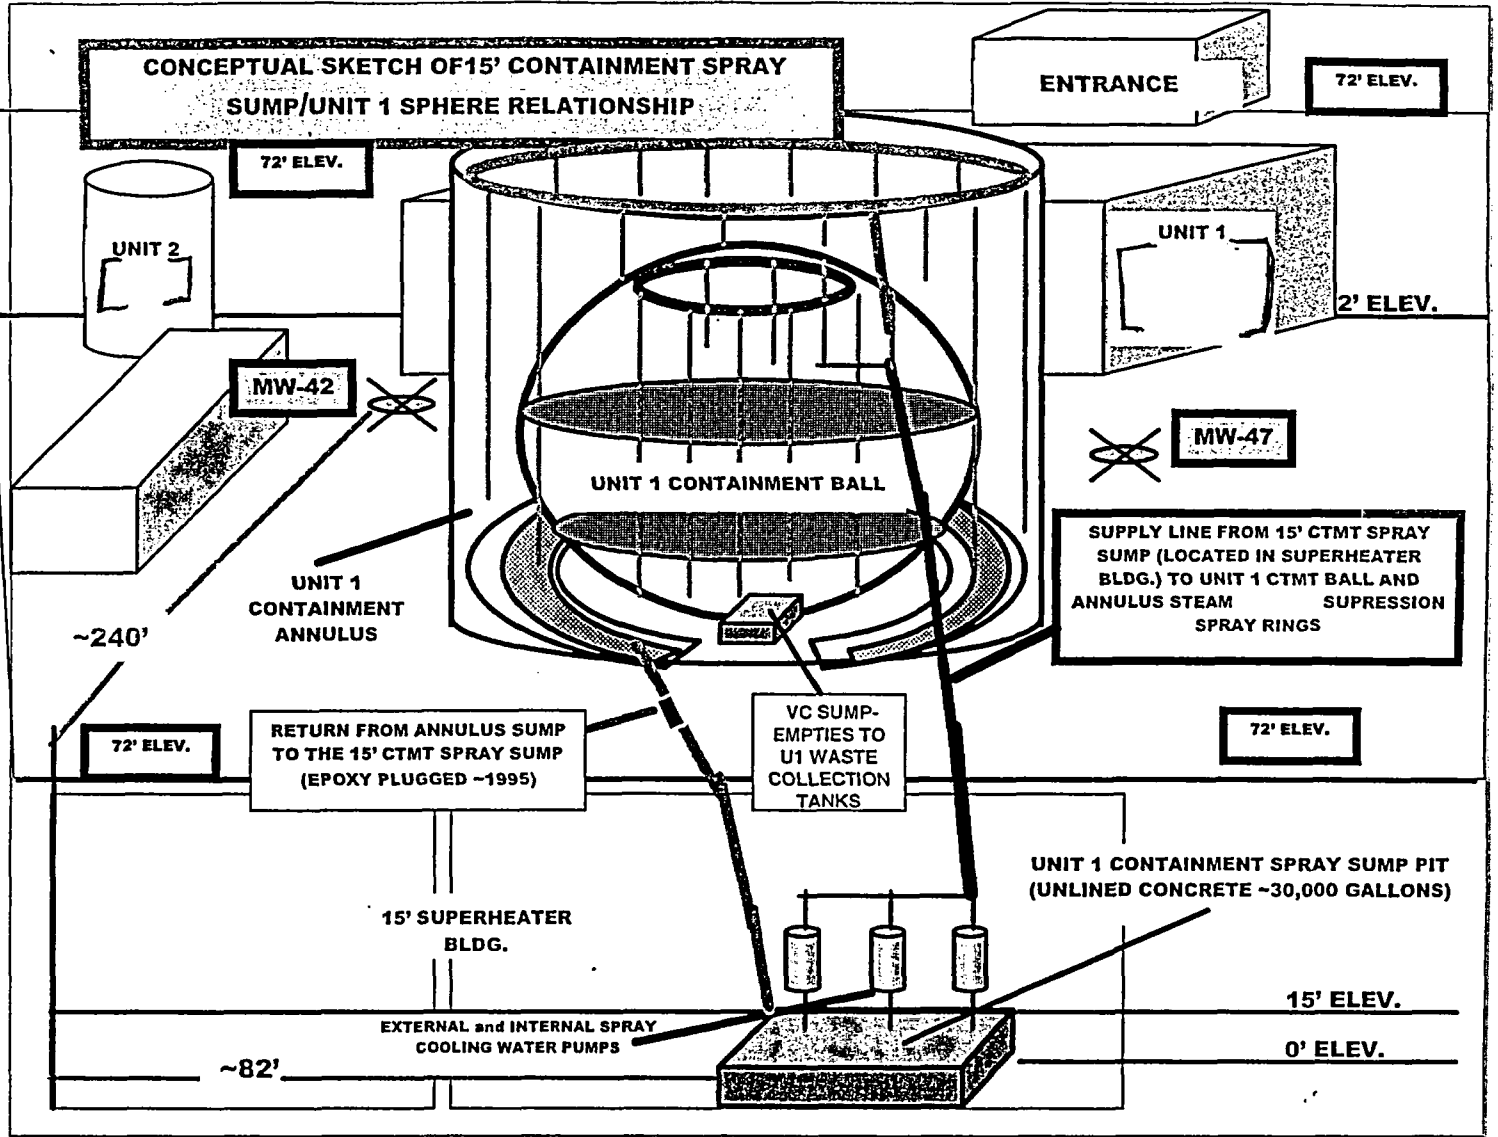 CONCEPTUAL SKETCH OF15' CONTAINMENT SPRAY
SUMP/UNIT 1 SPHERE RELATIONSHIP
ENTRANCE
72' ELEV.
72' ELEV.
UNIT 2
UNIT 1
2' ELEV.
MW-42
MW-47
UNIT 1 CONTAINMENT BALL
SUPPLY LINE FROM 15' CTMT SPRAY
SUMP (LOCATED IN SUPERHEATER
BLDG.) TO UNIT 1 CTMT BALL AND
ANNULUS STEAM SUPRESSION
SPRAY RINGS
UNIT 1
CONTAINMENT
ANNULUS
~240'
72' ELEV.
RETURN FROM ANNULUS SUMP
TO THE 15' CTMT SPRAY SUMP
(EPOXY PLUGGED ~1995)
VC SUMP-
EMPTIES TO
U1 WASTE
COLLECTION
TANKS
72' ELEV.
UNIT 1 CONTAINMENT SPRAY SUMP PIT
(UNLINED CONCRETE ~30,000 GALLONS)
15' SUPERHEATER
BLDG.
15' ELEV.
EXTERNAL and INTERNAL SPRAY
COOLING WATER PUMPS
0' ELEV.
~82'